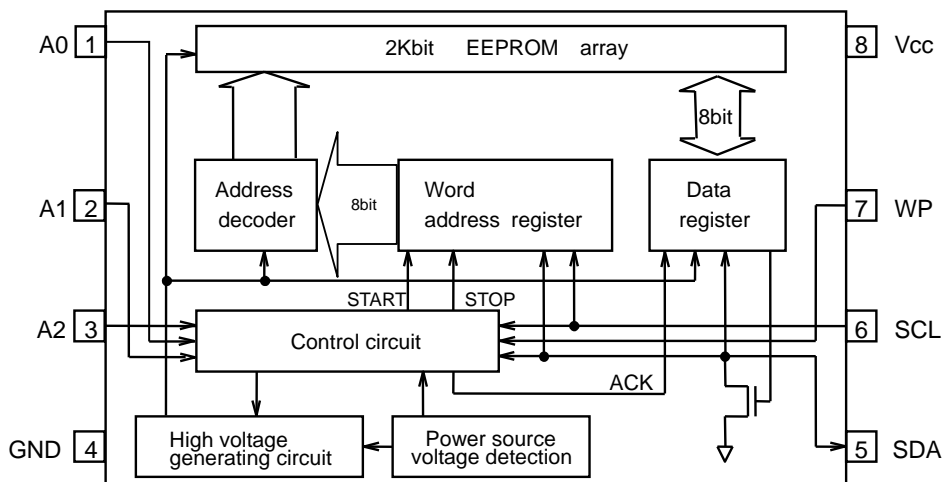 A0 1
2Kbit EEPROM array
8 Vcc
8bit
A1 2
Address
decoder
8bit
Word
address register
Data
register
7 WP
START
STOP
A2 3
Control circuit
6 SCL
ACK
GND 4
High voltage
generating circuit
Power source
voltage detection
5 SDA